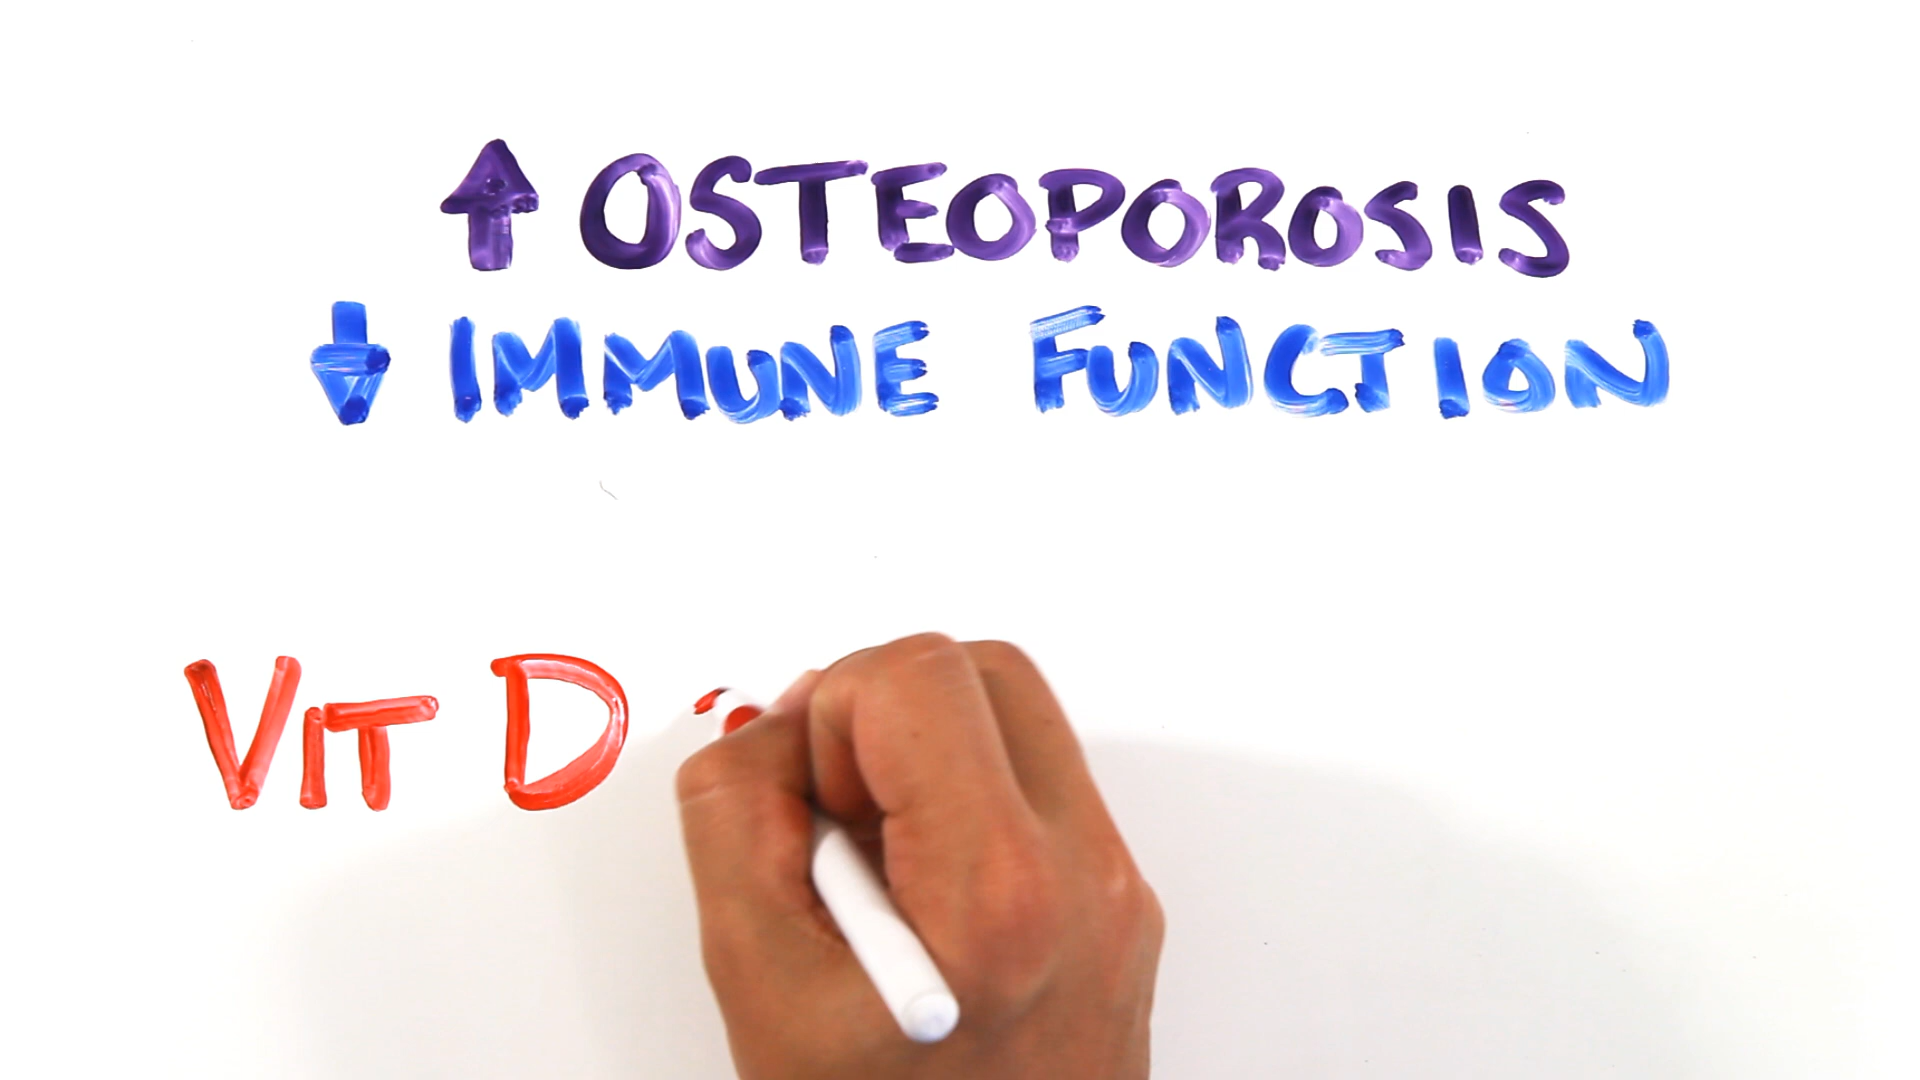 ↑ OSTEOPOROSIS
↓ IMMUNE FUNCTION
VIT D